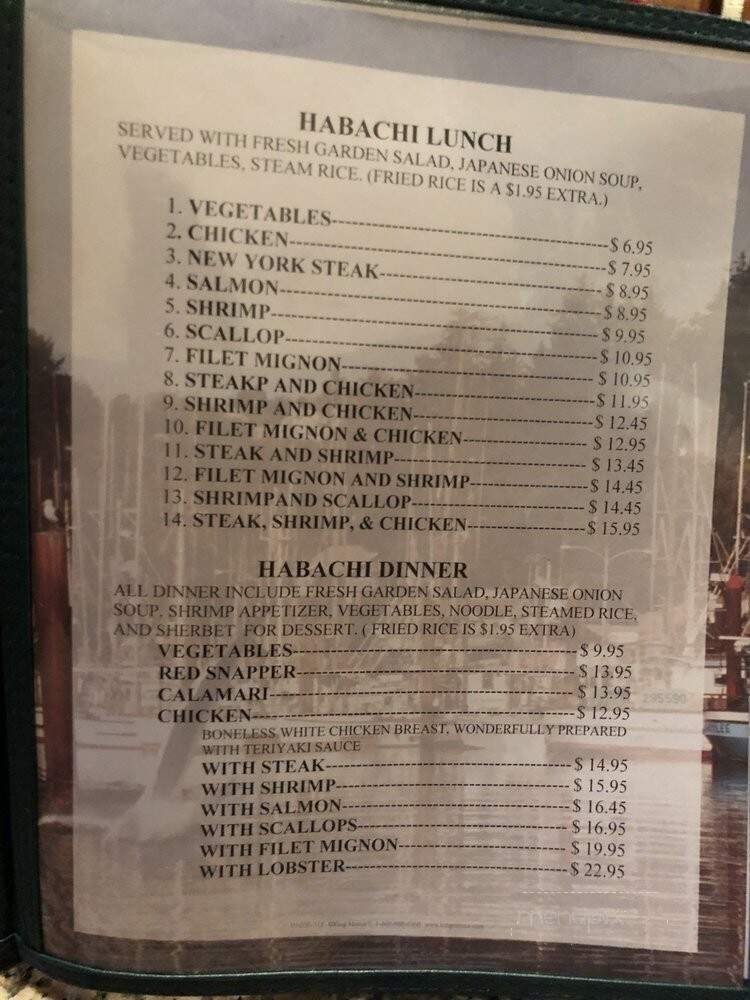 HABACHI LUNCH
SERVED WITH FRESH GARDEN SALAD, JAPANESE ONION SOUP,
VEGETABLES, STEAM RICE. (FRIED RICE IS A $1.95 EXTRA.)
1. VEGETABLES---$ 6.95
2. CHICKEN---$ 7.95
3. NEW YORK STEAK---$ 8.95
4. SALMON---$ 8.95
5. SHRIMP---$ 9.95
6. SCALLOP---$ 10.95
7. FILET MIGNON---$ 10.95
8. STEAKP AND CHICKEN---$ 11.95
9. SHRIMP AND CHICKEN---$ 12.45
10. FILET MIGNON & CHICKEN---$ 12.95
11. STEAK AND SHRIMP---$ 13.45
12. FILET MIGNON AND SHRIMP---$ 14.45
13. SHRIMPAND SCALLOP---$ 14.45
14. STEAK, SHRIMP, & CHICKEN---$ 15.95
HABACHI DINNER
ALL DINNER INCLUDE FRESH GARDEN SALAD, JAPANESE ONION
SOUP, SHRIMP APPETIZER, VEGETABLES, NOODLE, STEAMED RICE,
AND SHERBET FOR DESSERT. ( FRIED RICE IS $1.95 EXTRA)
VEGETABLES---$ 9.95
RED SNAPPER---$ 13.95
CALAMARI---$ 13.95
CHICKEN---$ 12.95
BONELESS WHITE CHICKEN BREAST, WONDERFULLY PREPARED
WITH TERIYAKI SAUCE
WITH STEAK---$ 14.95
WITH SHRIMP---$ 15.95
WITH SALMON---$ 16.45
WITH SCALLOPS---$ 16.95
WITH FILET MIGNON---$ 19.95
WITH LOBSTER---$ 22.95